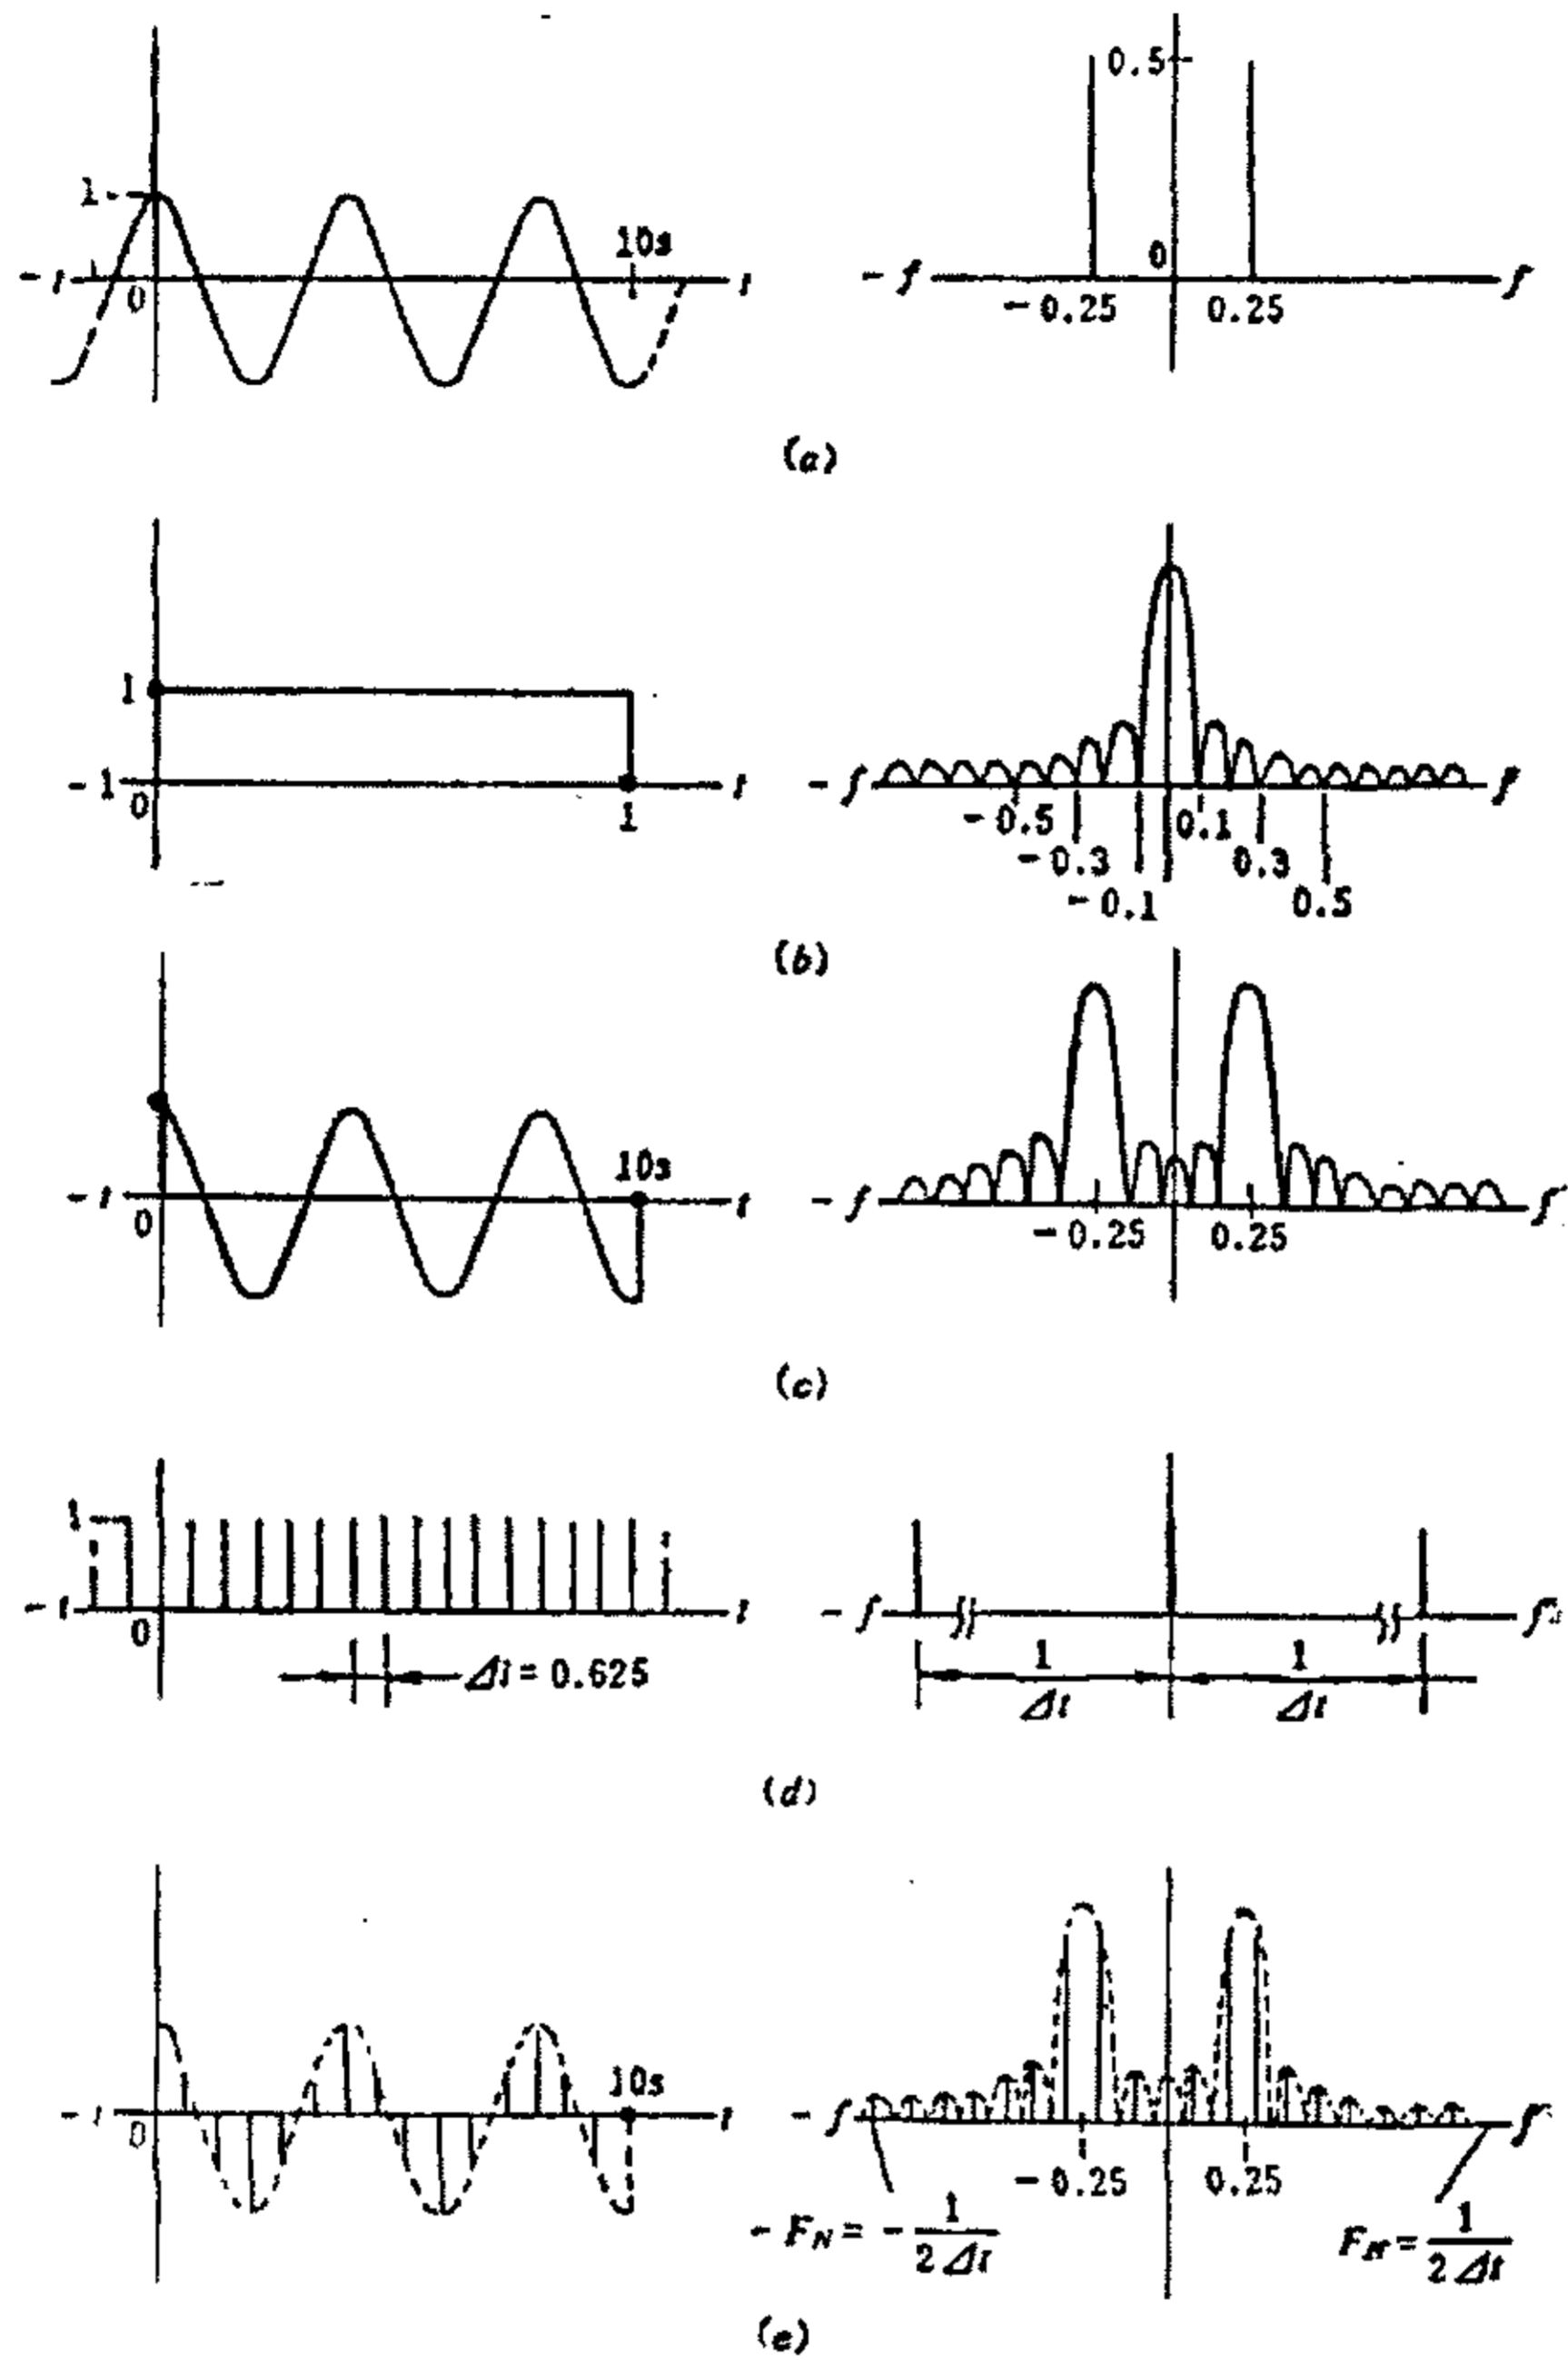 1
10s
- t
0
t
0.5
0
- f
-0.25
0.25
f
(a)
1
- 1
0
1
t
- f
-0.5
0.1
f
-0.3
0.3
-0.1
0.5
(b)
10s
- t
0
t
- f
-0.25
0.25
f
(c)
1
- t
0
t
Δt = 0.625
- f
f
1/Δt
1/Δt
(d)
10s
- t
0
t
- f
-0.25
0.25
f
- F_N = - 1/2Δt
F_N = 1/2Δt
(e)